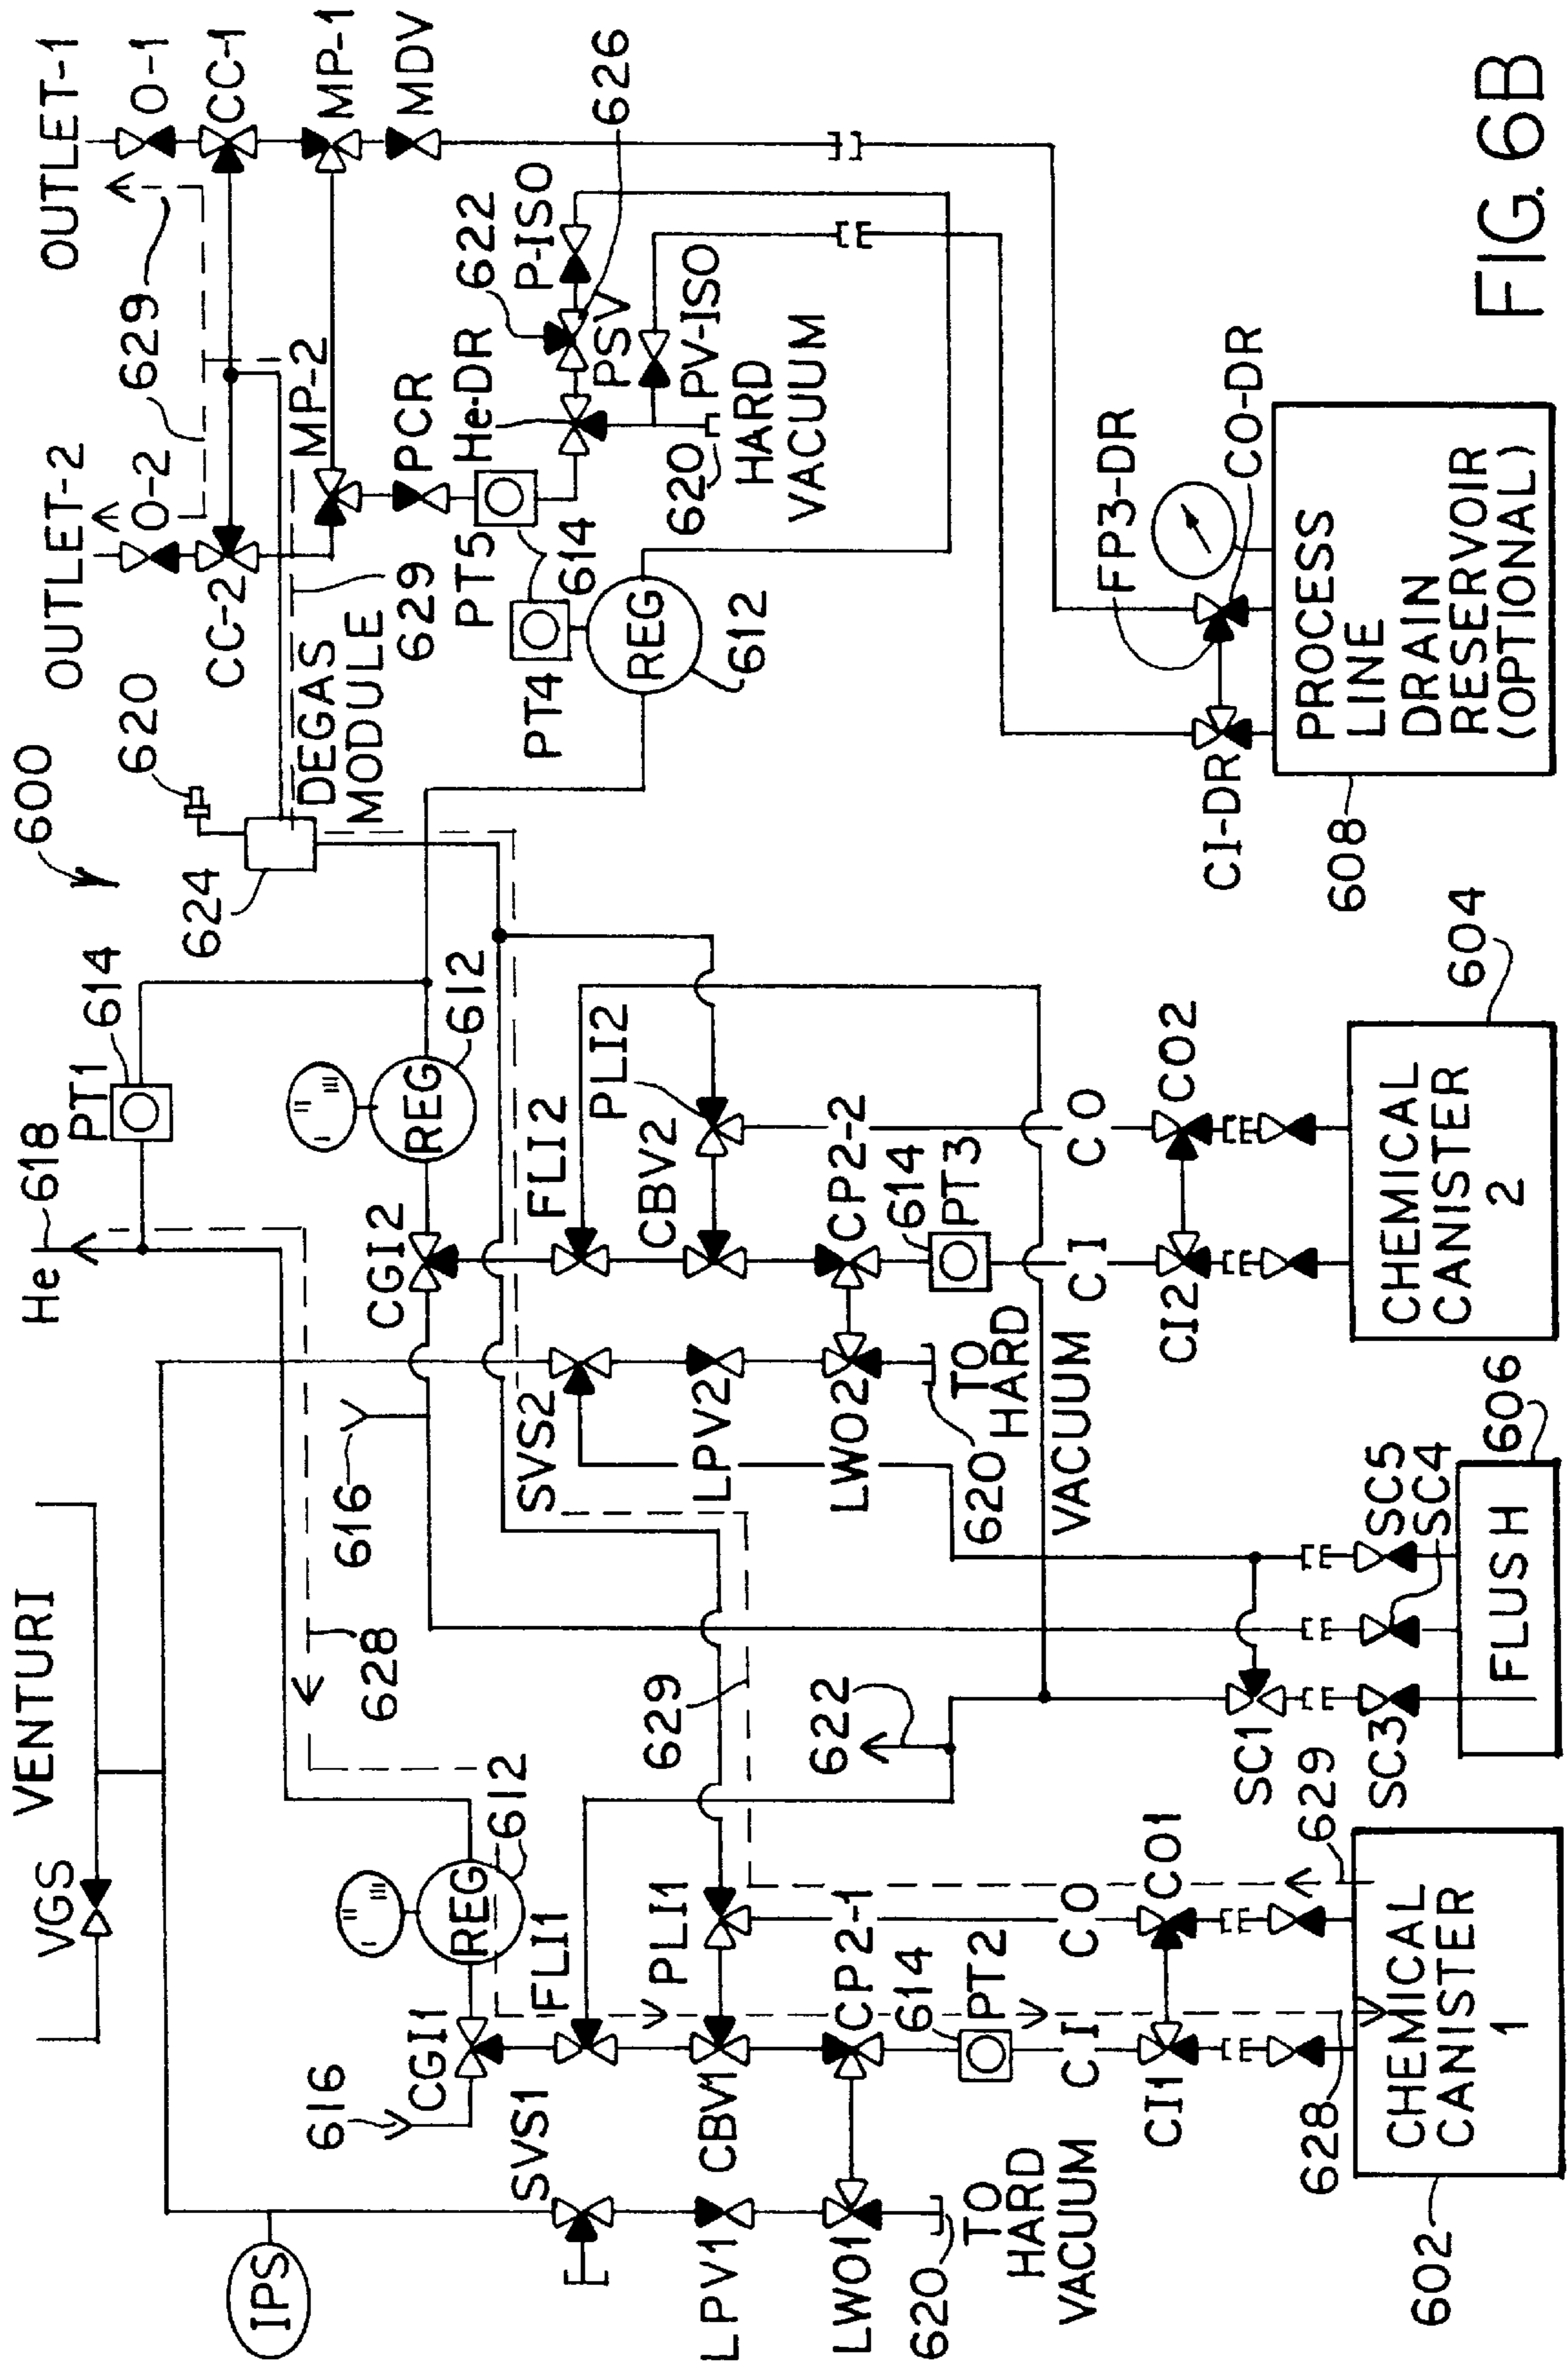 600
FIG. 6B
VENTURI
VGS
He
618
PT1
614
620
OUTLET-2
O-2
629
OUTLET-1
O-1
CC-1
MP-1
MDV
CC-2
MP-2
DEGAS
MODULE
629
624
PCR
PT5
614
He-DR
622
P-ISO
PSV
626
PV-ISO
620
HARD
VACUUM
PT4
REG
612
IPS
616
CGI1
REG
612
FLI1
628
616
CGI2
REG
612
FLI2
SVS1
LPV1
CBV1
PLI1
629
SVS2
LPV2
CBV2
PLI2
LWO1
CP2-1
614
PT2
620
TO
HARD
VACUUM
CI
CO
CI1
CO1
622
LWO2
CP2-2
614
PT3
620
TO
HARD
VACUUM
CI
CO
CI2
CO2
SC1
SC3
SC5
SC4
628
629
602
CHEMICAL
CANISTER
1
FLUSH
606
CHEMICAL
CANISTER
2
604
CI-DR
FP3-DR
CO-DR
608
PROCESS
LINE
DRAIN
RESERVOIR
(OPTIONAL)